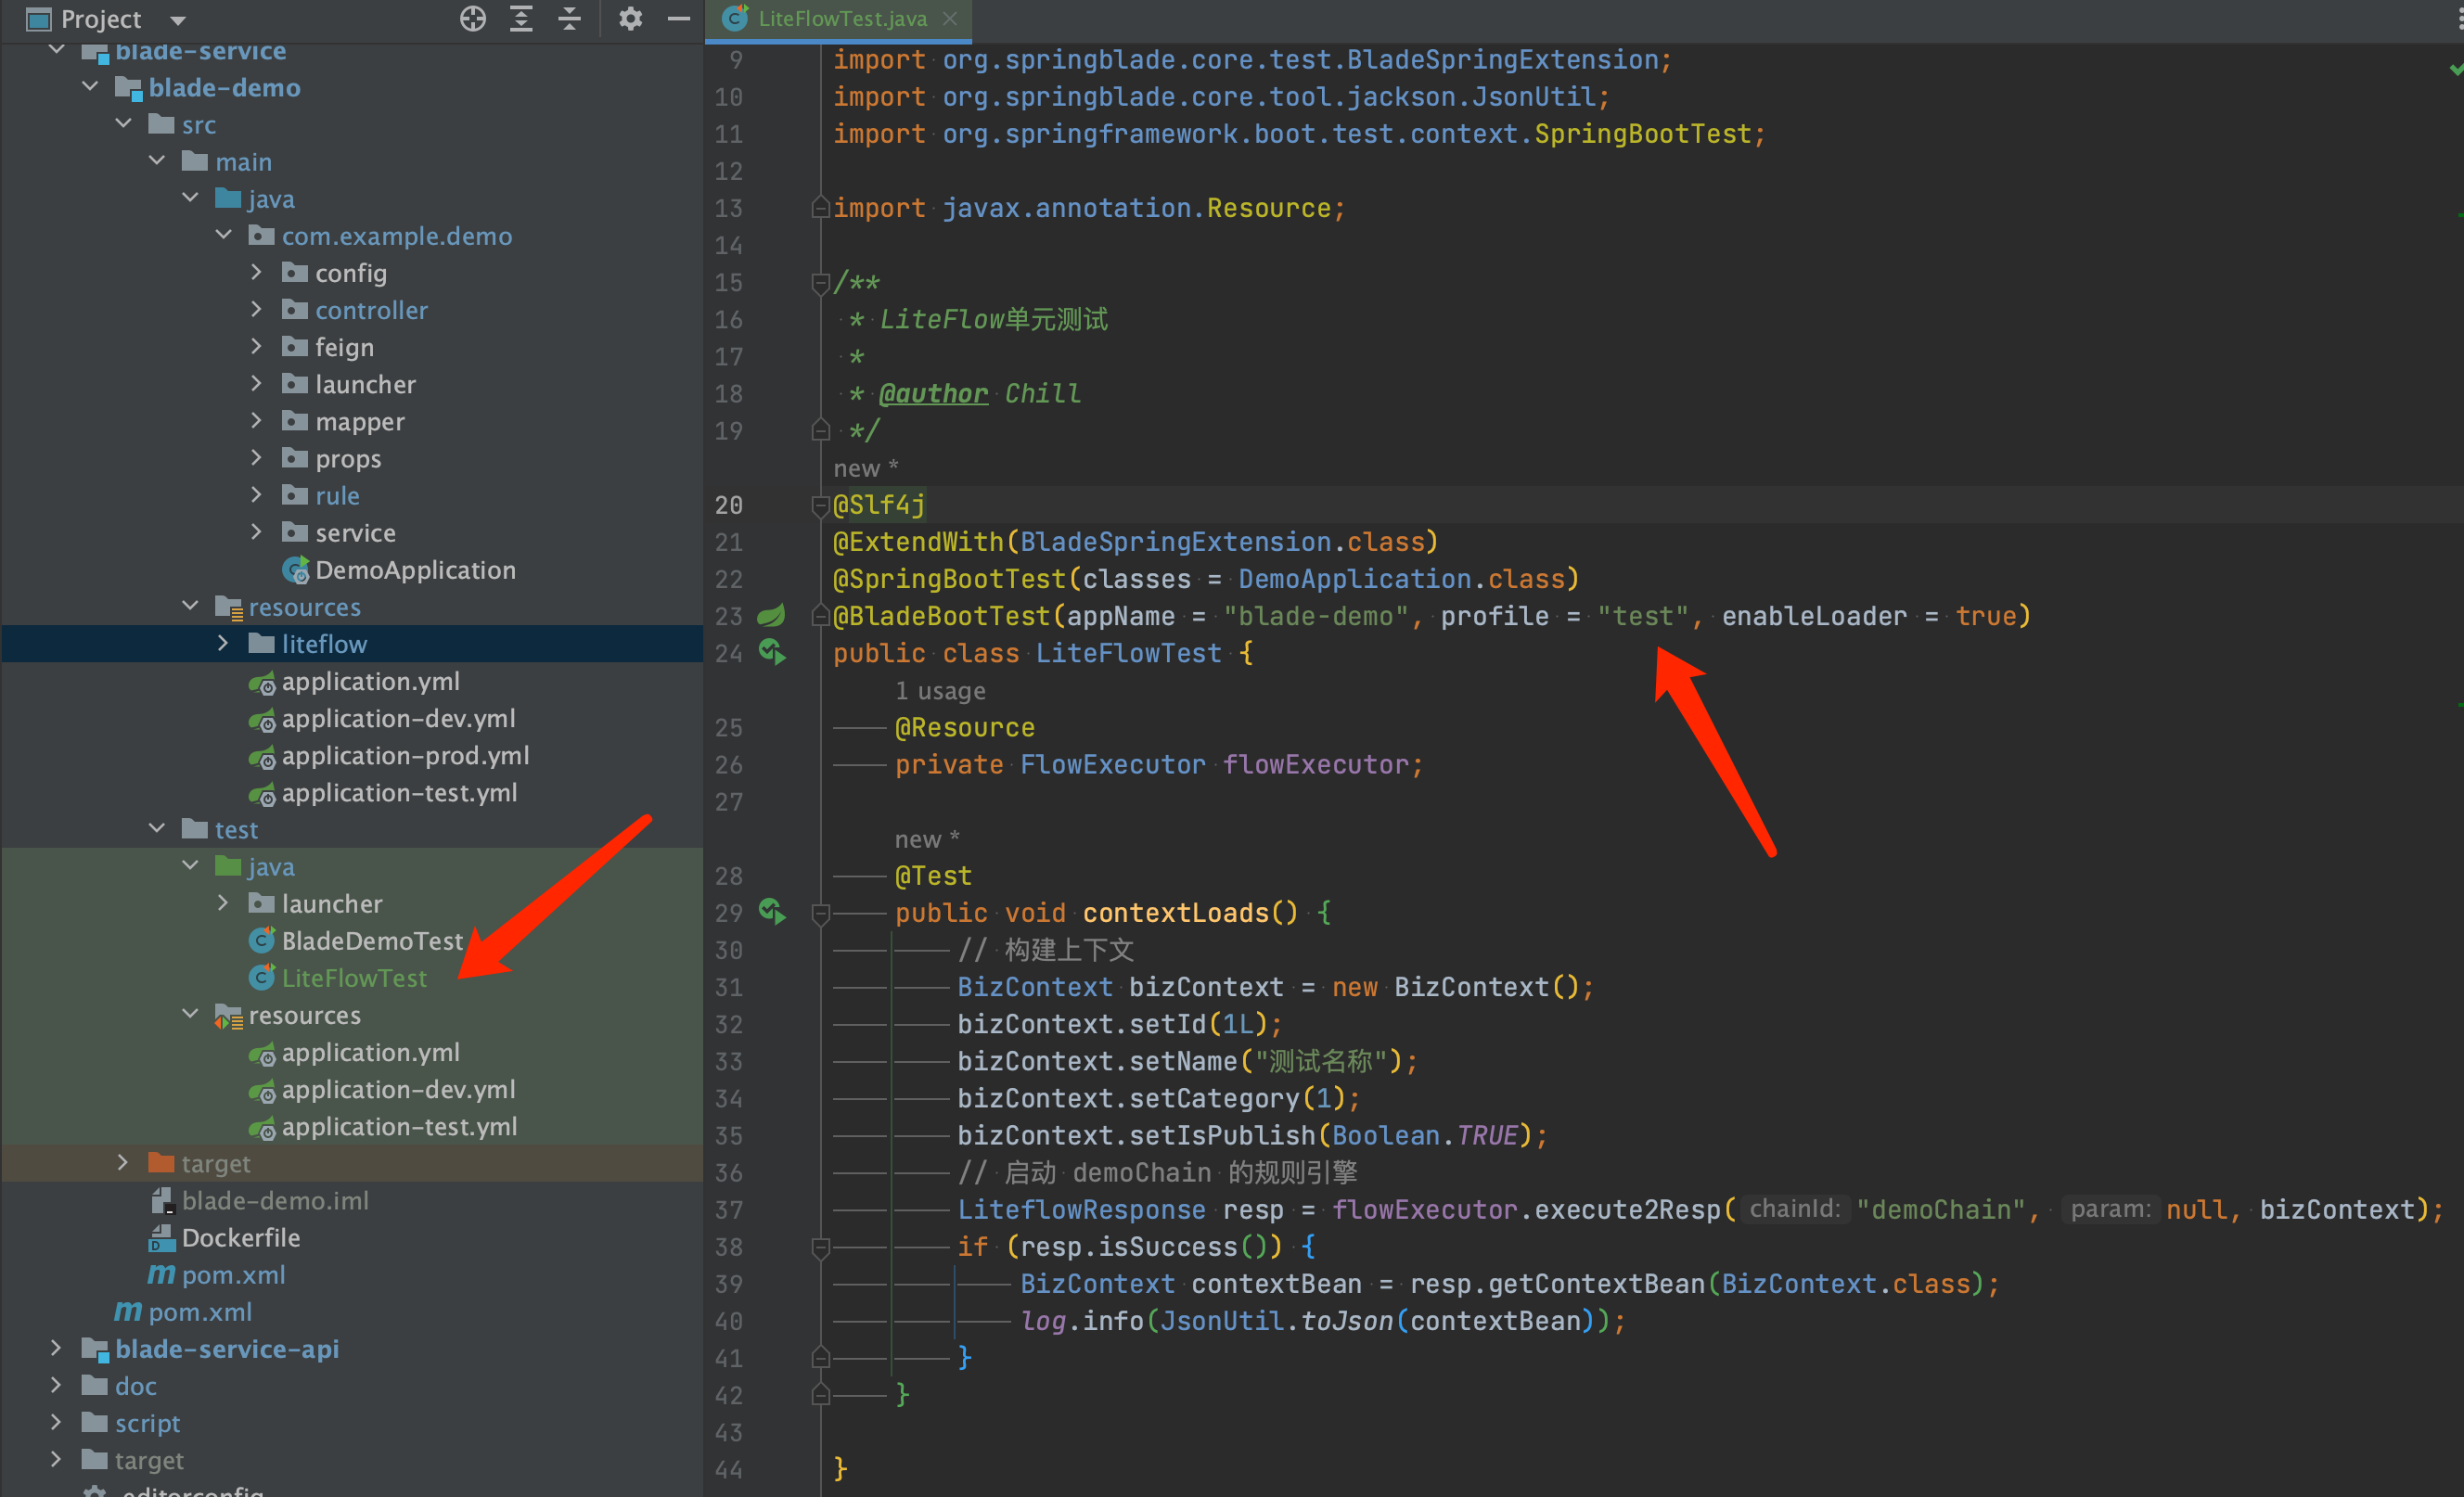 Project
blade-service
blade-demo
src
main
java
com.example.demo
config
controller
feign
launcher
mapper
props
rule
service
DemoApplication
resources
liteflow
application.yml
application-dev.yml
application-prod.yml
application-test.yml
test
java
launcher
BladeDemoTest
LiteFlowTest
resources
application.yml
application-dev.yml
application-test.yml
target
blade-demo.iml
Dockerfile
pom.xml
pom.xml
blade-service-api
doc
script
target
.editorconfig
LiteFlowTest.java
9 import org.springblade.core.test.BladeSpringExtension;
10 import org.springblade.core.tool.jackson.JsonUtil;
11 import org.springframework.boot.test.context.SpringBootTest;
12
13 import javax.annotation.Resource;
14
15 /**
16 * LiteFlow单元测试
17 *
18 * @author Chill
19 */
new *
20 @Slf4j
21 @ExtendWith(BladeSpringExtension.class)
22 @SpringBootTest(classes = DemoApplication.class)
23 @BladeBootTest(appName = "blade-demo", profile = "test", enableLoader = true)
24 public class LiteFlowTest {
1 usage
25 @Resource
26 private FlowExecutor flowExecutor;
27
new *
28 @Test
29 public void contextLoads() {
30 // 构建上下文
31 BizContext bizContext = new BizContext();
32 bizContext.setId(1L);
33 bizContext.setName("测试名称");
34 bizContext.setCategory(1);
35 bizContext.setIsPublish(Boolean.TRUE);
36 // 启动 demoChain 的规则引擎
37 LiteflowResponse resp = flowExecutor.execute2Resp( chainId: "demoChain", param: null, bizContext);
38 if (resp.isSuccess()) {
39 BizContext contextBean = resp.getContextBean(BizContext.class);
40 log.info(JsonUtil.toJson(contextBean));
41 }
42 }
43
44 }